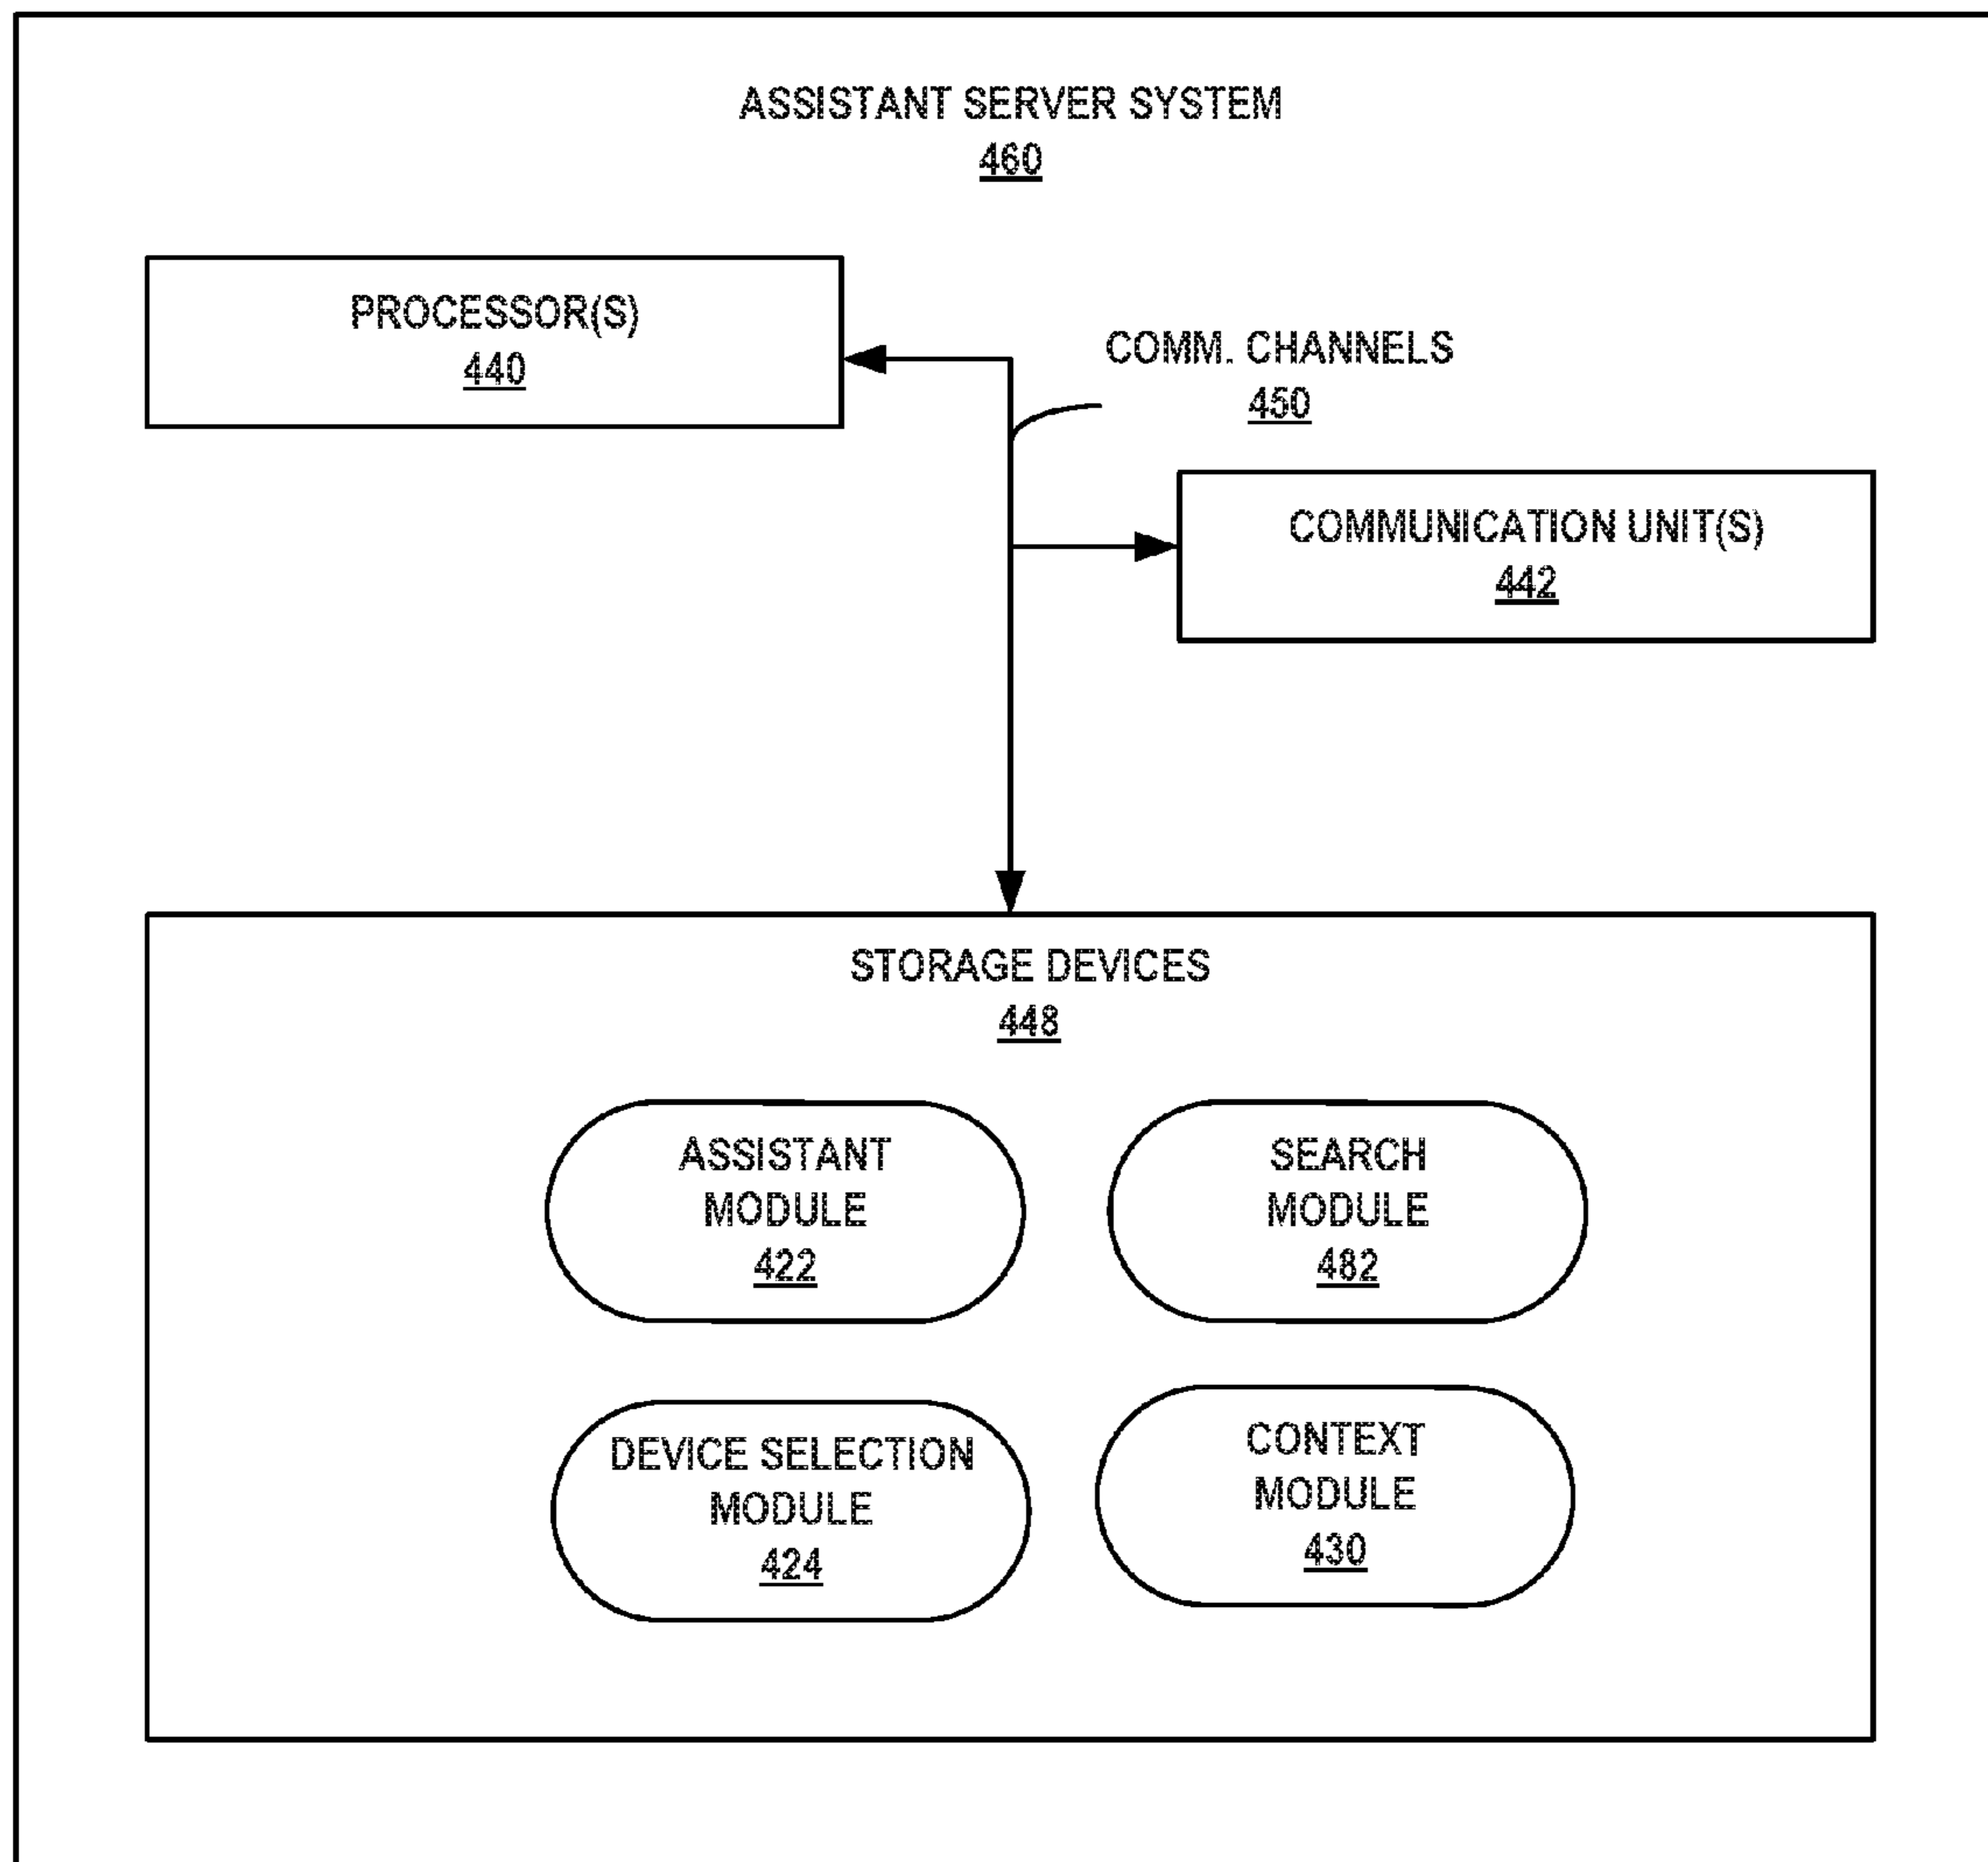 ASSISTANT SERVER SYSTEM
460
PROCESSOR(S)
440
COMM. CHANNELS
450
COMMUNICATION UNIT(S)
442
STORAGE DEVICES
448
ASSISTANT
MODULE
422
SEARCH
MODULE
482
DEVICE SELECTION
MODULE
424
CONTEXT
MODULE
430